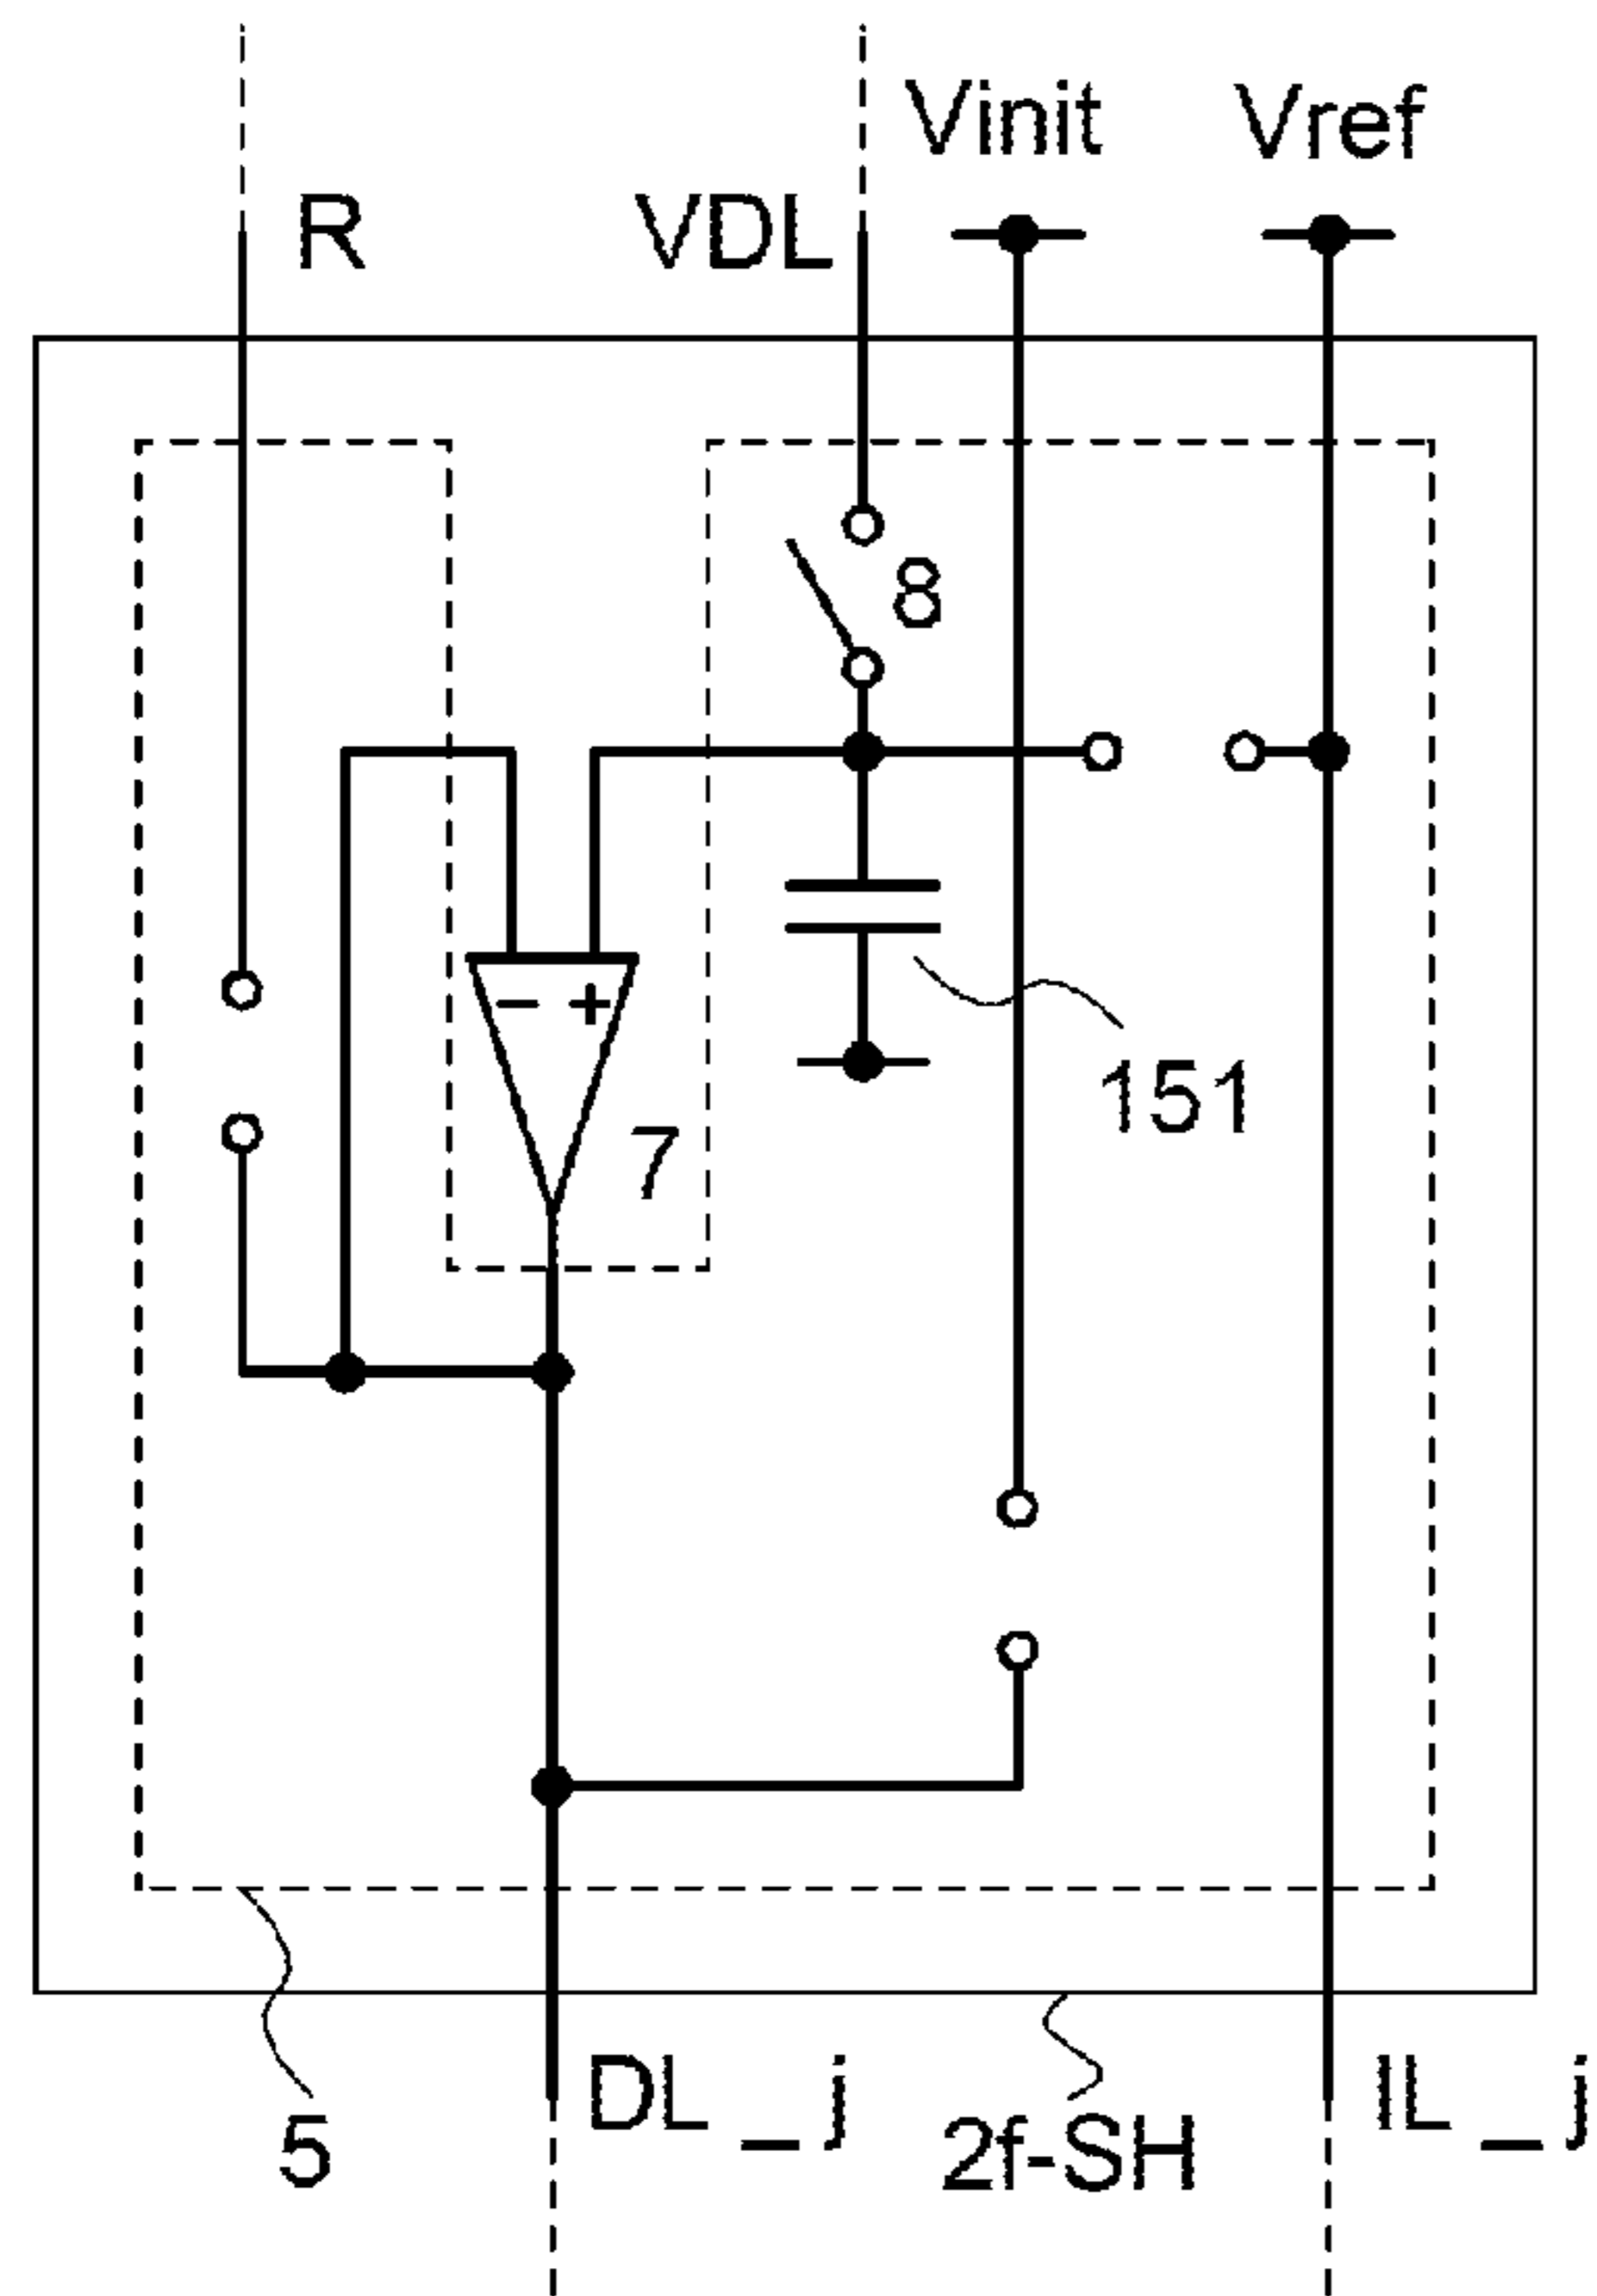 Vinit
Vref
R
VDL
8
− +
151
7
DL_j
IL_j
5
2f-SH